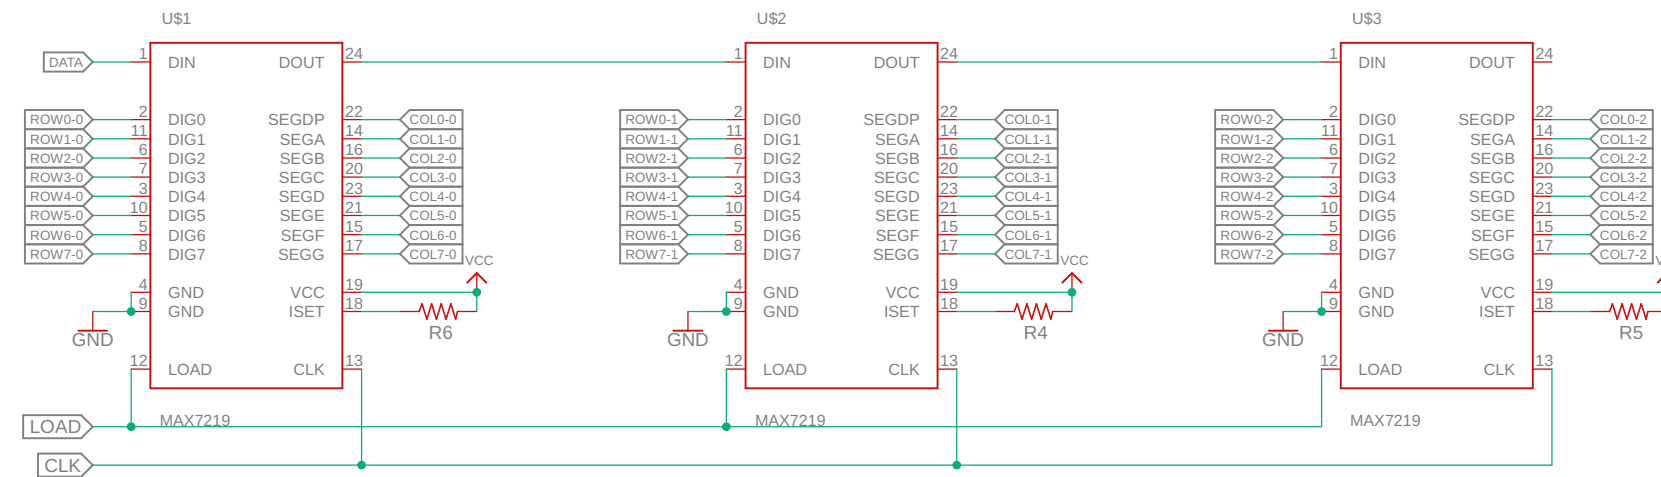 U$1 U$2 U$3
DATA 1 DIN DOUT 24 1 DIN DOUT 24 1 DIN DOUT 24
ROW0-0 2 DIG0 SEGDP 22 COL0-0 ROW0-1 2 DIG0 SEGDP 22 COL0-1 ROW0-2 2 DIG0 SEGDP 22 COL0-2
ROW1-0 11 DIG1 SEGA 14 COL1-0 ROW1-1 11 DIG1 SEGA 14 COL1-1 ROW1-2 11 DIG1 SEGA 14 COL1-2
ROW2-0 6 DIG2 SEGB 16 COL2-0 ROW2-1 6 DIG2 SEGB 16 COL2-1 ROW2-2 6 DIG2 SEGB 16 COL2-2
ROW3-0 7 DIG3 SEGC 20 COL3-0 ROW3-1 7 DIG3 SEGC 20 COL3-1 ROW3-2 7 DIG3 SEGC 20 COL3-2
ROW4-0 3 DIG4 SEGD 23 COL4-0 ROW4-1 3 DIG4 SEGD 23 COL4-1 ROW4-2 3 DIG4 SEGD 23 COL4-2
ROW5-0 10 DIG5 SEGE 21 COL5-0 ROW5-1 10 DIG5 SEGE 21 COL5-1 ROW5-2 10 DIG5 SEGE 21 COL5-2
ROW6-0 5 DIG6 SEGF 15 COL6-0 ROW6-1 5 DIG6 SEGF 15 COL6-1 ROW6-2 5 DIG6 SEGF 15 COL6-2
ROW7-0 8 DIG7 SEGG 17 COL7-0 ROW7-1 8 DIG7 SEGG 17 COL7-1 ROW7-2 8 DIG7 SEGG 17 COL7-2
VCC VCC
4 GND VCC 19 4 GND VCC 19 4 GND VCC 19
9 GND ISET 18 9 GND ISET 18 9 GND ISET 18
GND R6 GND R4 GND R5
12 LOAD CLK 13 12 LOAD CLK 13 12 LOAD CLK 13
LOAD MAX7219 MAX7219 MAX7219
CLK